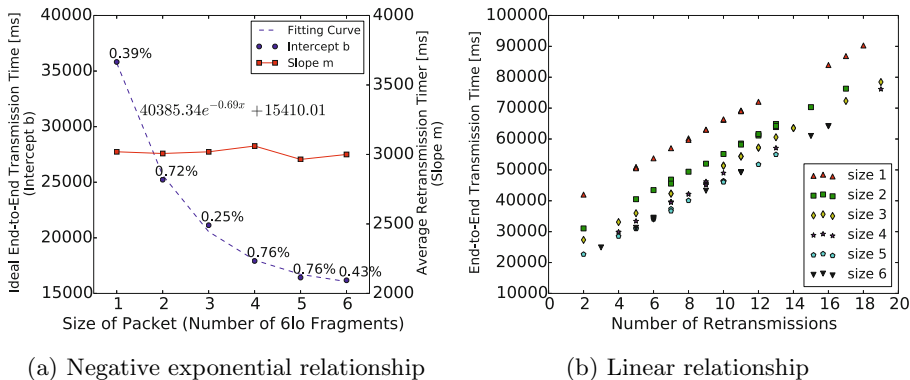 40000
35000
30000
25000
20000
15000
Ideal End-to-End Transmission Time [ms]
(Intercept b)
Fitting Curve
Intercept b
Slope m
0.39%
0.72%
0.25%
0.76%
0.76%
0.43%
40385.34e^{-0.69x} + 15410.01
4000
3500
3000
2500
2000
Average Retransmission Timer [ms]
(Slope m)
1 2 3 4 5 6
Size of Packet (Number of 6lo Fragments)
(a) Negative exponential relationship
100000
90000
80000
70000
60000
50000
40000
30000
20000
10000
End-to-End Transmission Time [ms]
size 1
size 2
size 3
size 4
size 5
size 6
0 2 4 6 8 10 12 14 16 18 20
Number of Retransmissions
(b) Linear relationship